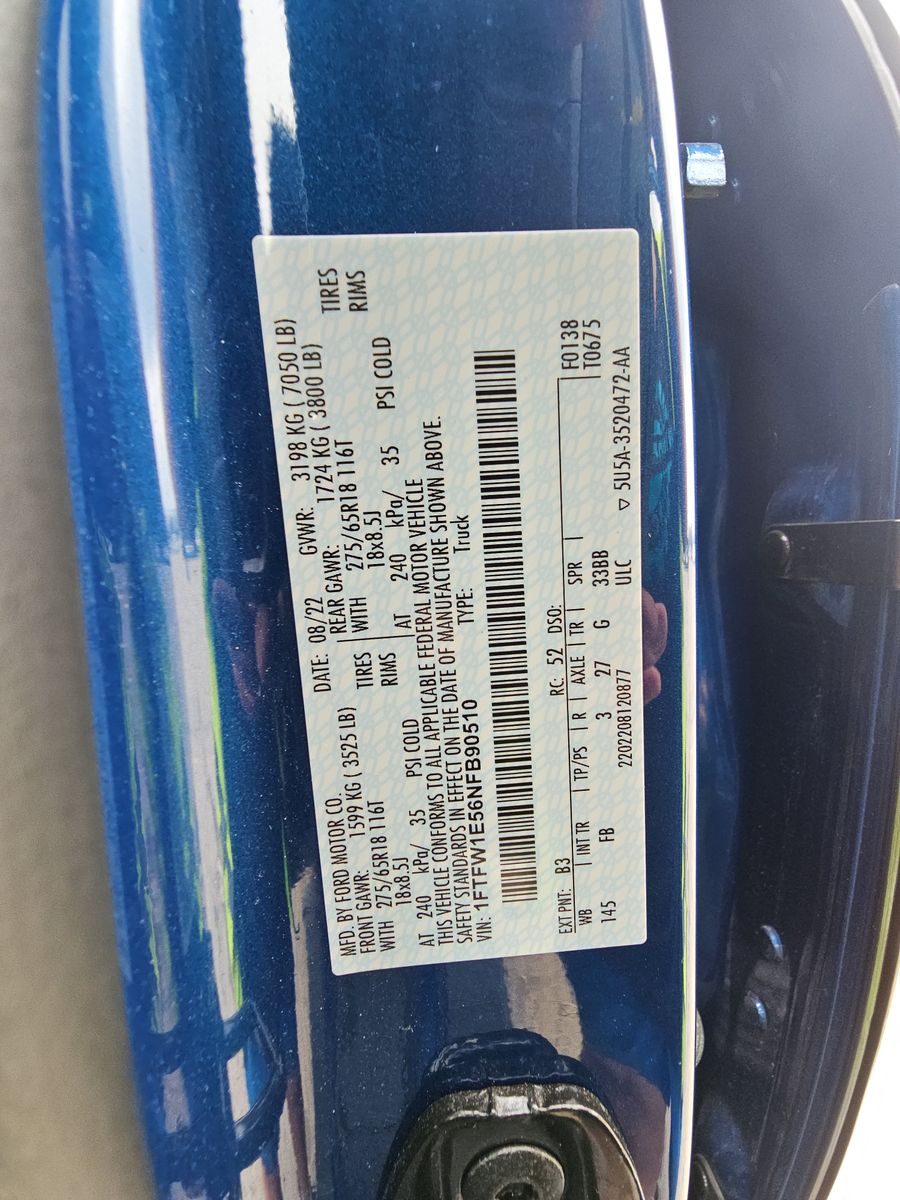 MFD. BY FORD MOTOR CO.
DATE: 08/22 GVWR: 3198 KG ( 7050 LB)
FRONT GAWR: 1599 KG ( 3525 LB)
REAR GAWR: 1724 KG ( 3800 LB)
WITH 275/65R18 116T TIRES
WITH 275/65R18 116T TIRES
18x8.5J RIMS
18x8.5J RIMS
AT 240 kPa/ 35 PSI COLD
AT 240 kPa/ 35 PSI COLD
THIS VEHICLE CONFORMS TO ALL APPLICABLE FEDERAL MOTOR VEHICLE
SAFETY STANDARDS IN EFFECT ON THE DATE OF MANUFACTURE SHOWN ABOVE.
VIN: 1FTFW1E56NFB90510 TYPE: Truck
EXT PNT: B3 RC: 52 DSO: F0138
WB INT TR TP/PS R AXLE TR SPR T0675
145 FB 3 27 G 33BB
2202208120877 ULC
▽ 5U5A-3520472-AA